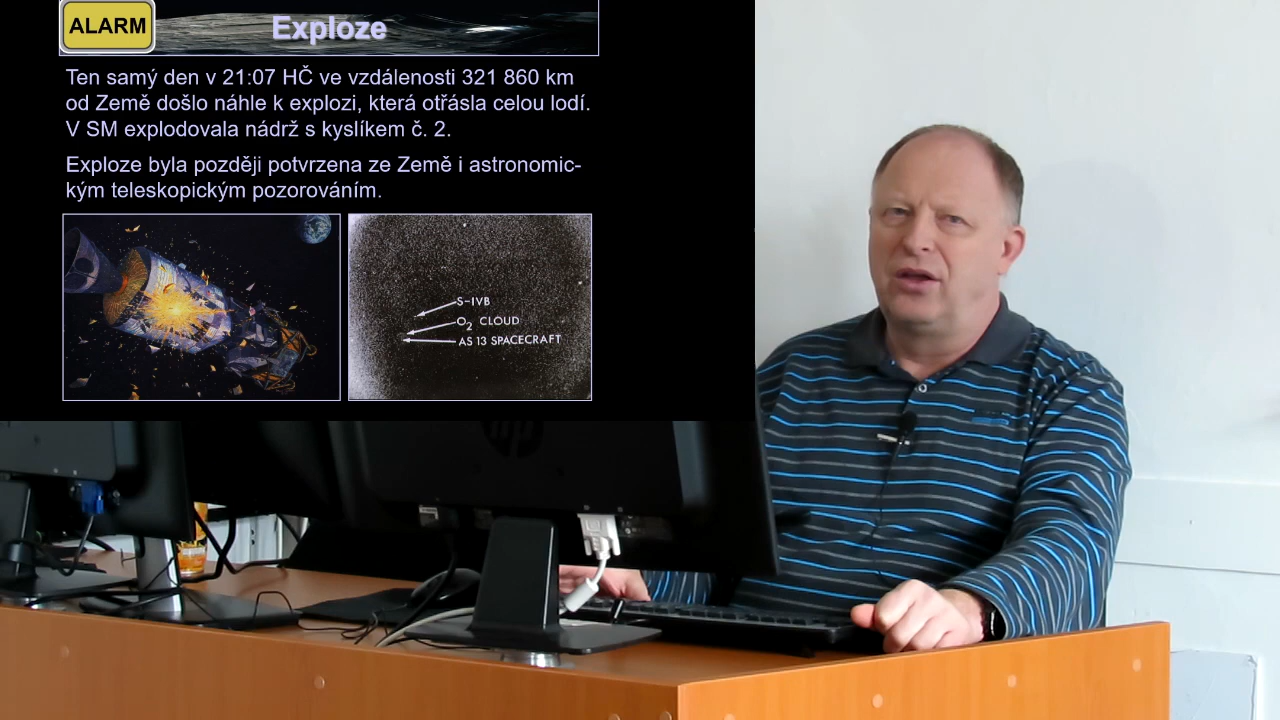 ALARM
Exploze
Ten samý den v 21:07 HČ ve vzdálenosti 321 860 km
od Země došlo náhle k explozi, která otřásla celou lodí.
V SM explodovala nádrž s kyslíkem č. 2.
Exploze byla později potvrzena ze Země i astronomic-
kým teleskopickým pozorováním.
S-IVB
O₂ CLOUD
AS 13 SPACECRAFT
hp